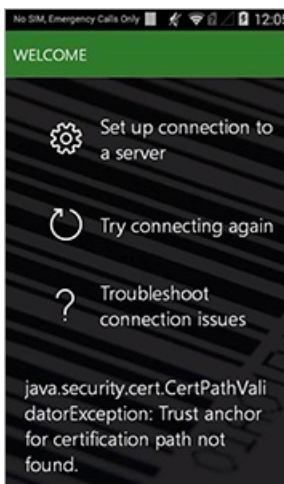 No SIM, Emergency Calls Only 12:05
WELCOME
Set up connection to
a server
Try connecting again
Troubleshoot
connection issues
java.security.cert.CertPathVali
datorException: Trust anchor
for certification path not
found.